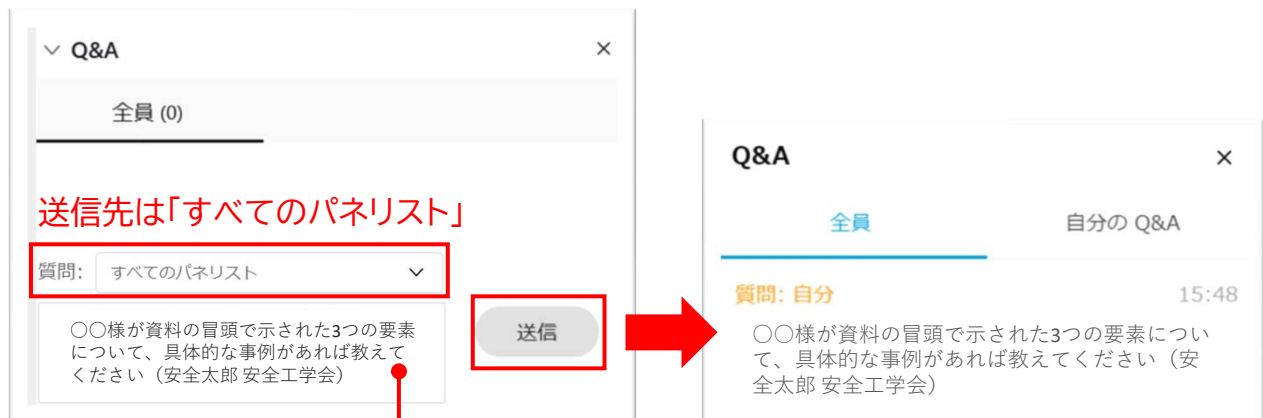 Q&A
全員 (0)
送信先は「すべてのパネリスト」
質問: すべてのパネリスト
〇〇様が資料の冒頭で示された3つの要素
について、具体的な事例があれば教えて
ください（安全太郎 安全工学会）
送信
Q&A
全員 自分の Q&A
質問: 自分 15:48
〇〇様が資料の冒頭で示された3つの要素につい
て、具体的な事例があれば教えてください（安
全太郎 安全工学会）